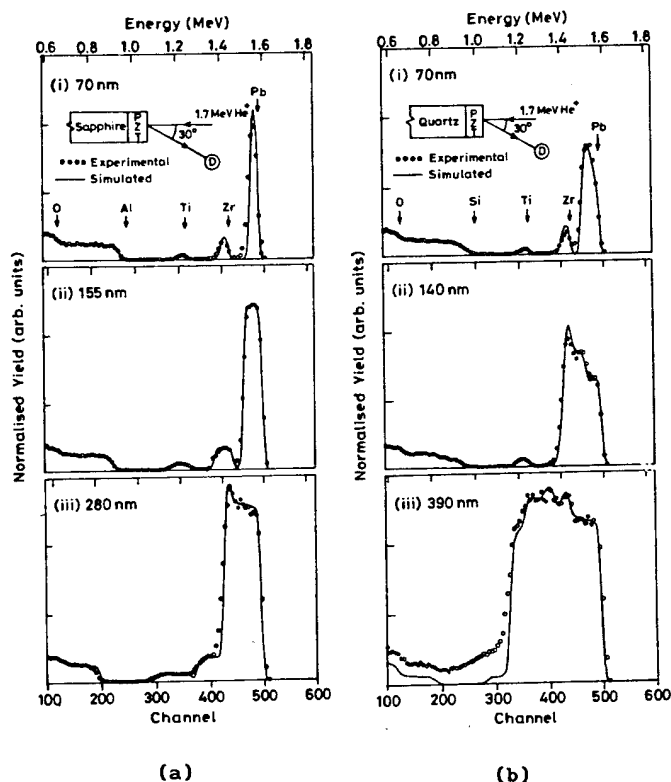 Energy (MeV)
0.6 0.8 1.0 1.2 1.4 1.6 1.8
(i) 70 nm
Pb
Sapphire
P
Z
T
1.7 MeV He+
30°
D
Experimental
Simulated
O Al Ti Zr
(ii) 155 nm
(iii) 280 nm
Normalised Yield (arb. units)
100 200 300 400 500 600
Channel
(a)
Energy (MeV)
0.6 0.8 1.0 1.2 1.4 1.6 1.8
(i) 70nm
Pb
Quartz
P
Z
T
1.7 MeV He+
30°
D
Experimental
Simulated
O Si Ti Zr
(ii) 140 nm
(iii) 390 nm
Normalised Yield (arb. units)
100 200 300 400 500 600
Channel
(b)